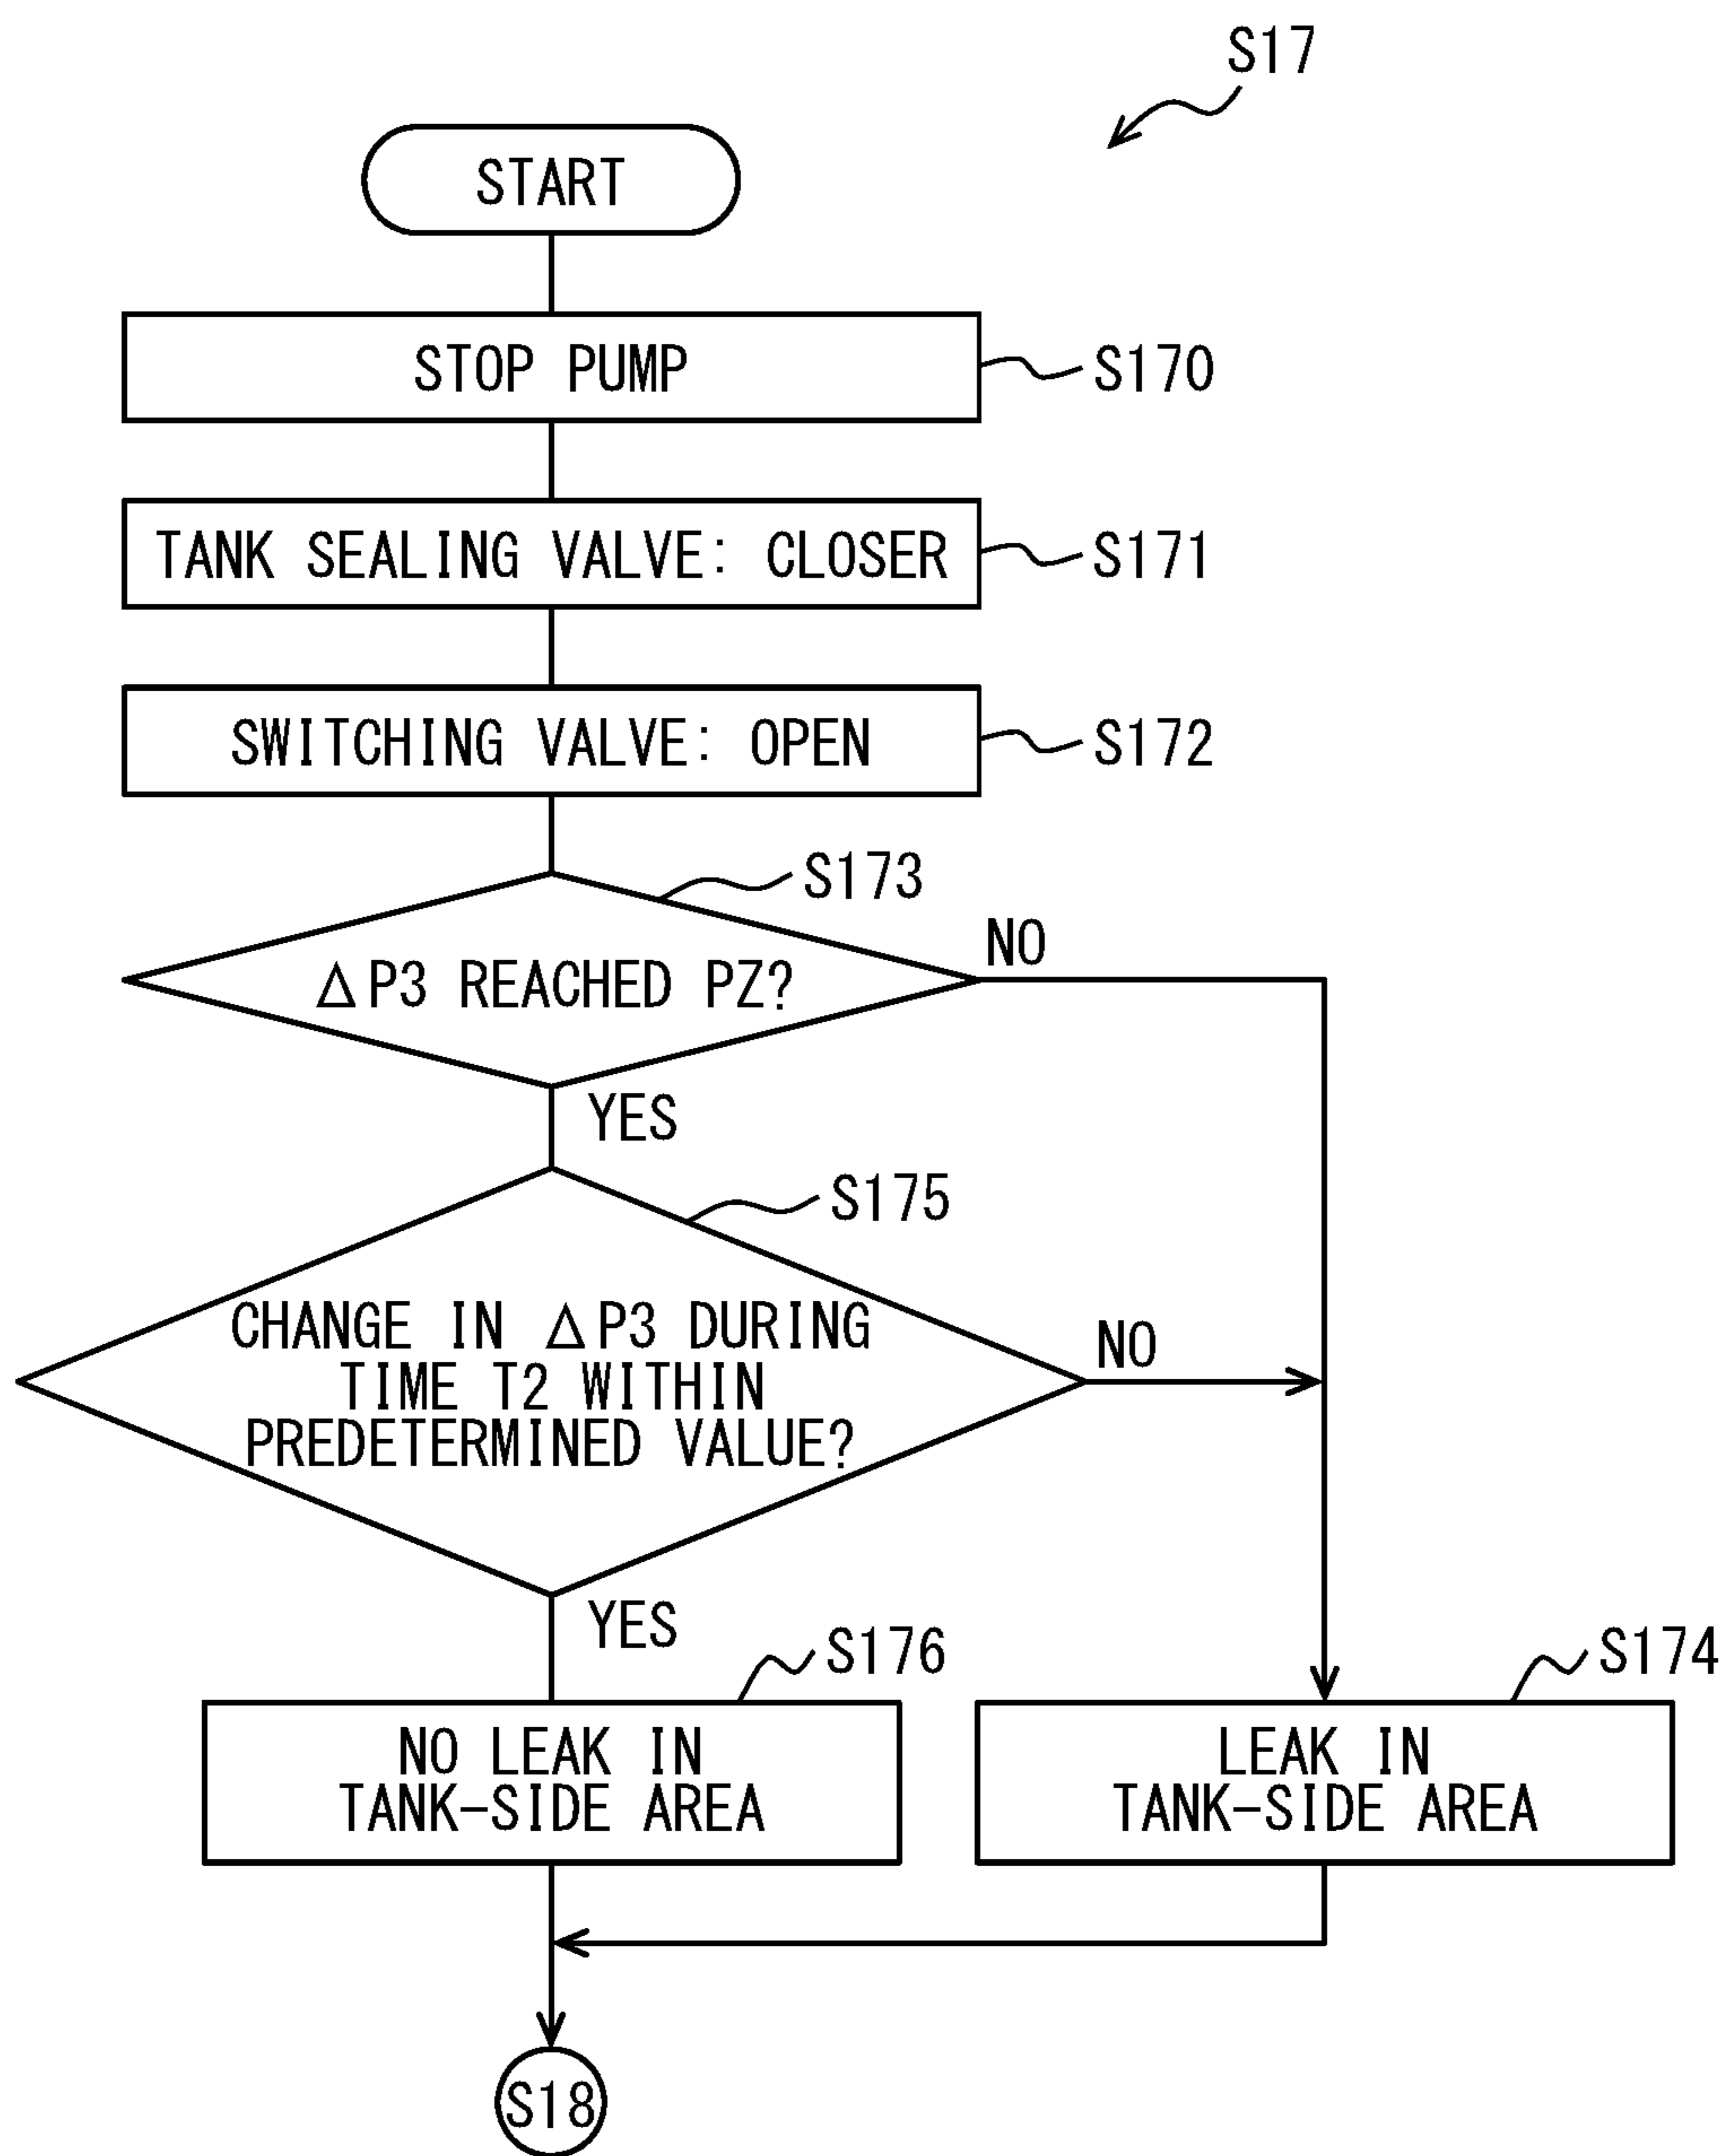 S17
START
STOP PUMP
S170
TANK SEALING VALVE: CLOSER
S171
SWITCHING VALVE: OPEN
S172
S173
△P3 REACHED PZ?
NO
YES
S175
CHANGE IN △P3 DURING
TIME T2 WITHIN
PREDETERMINED VALUE?
NO
YES
S176
NO LEAK IN
TANK-SIDE AREA
S174
LEAK IN
TANK-SIDE AREA
S18